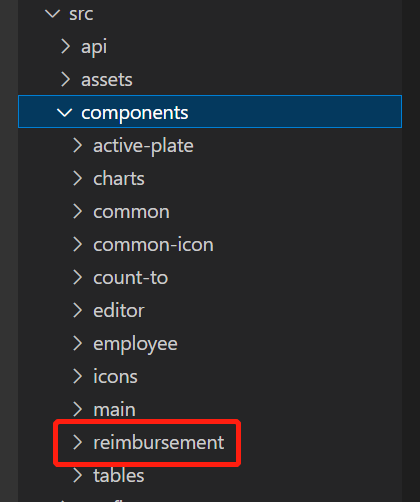 src
api
assets
components
active-plate
charts
common
common-icon
count-to
editor
employee
icons
main
reimbursement
tables